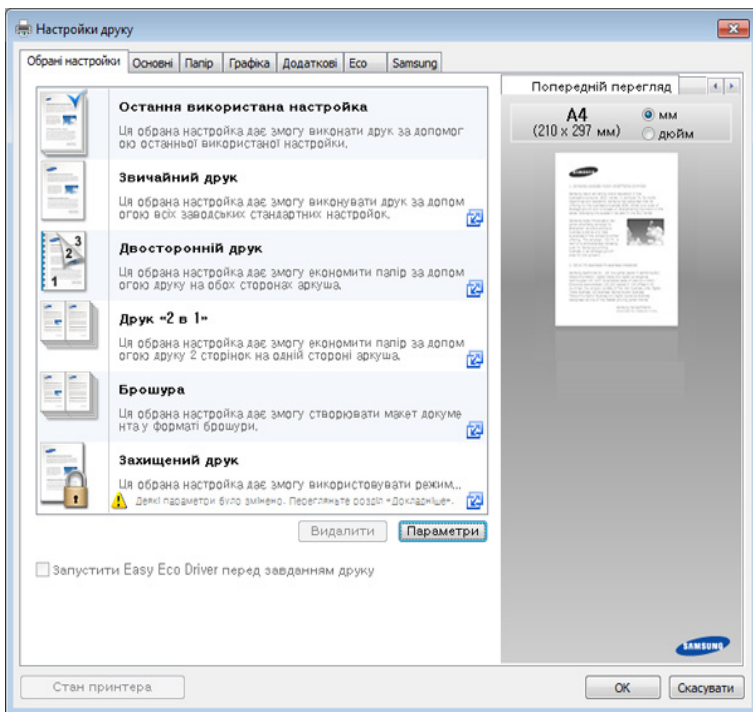 Настройки друку
Обрані настройки Основні Папір Графіка Додаткові Eco Samsung
Остання використана настройка
Ця обрана настройка дає змогу виконати друк за допомог
ою останньої використаної настройки.
Звичайний друк
Ця обрана настройка дає змогу виконувати друк за допом
огою всіх заводських стандартних настройок.
Двосторонній друк
Ця обрана настройка дає змогу економити папір за допом
огою друку на обох сторонах аркуша.
Друк «2 в 1»
Ця обрана настройка дає змогу економити папір за допом
огою друку 2 сторінок на одній стороні аркуша.
Брошура
Ця обрана настройка дає змогу створювати макет докуме
нта у форматі брошури.
Захищений друк
Ця обрана настройка дає змогу використовувати режим...
Деякі параметри було змінено. Перегляньте розділ «Докладніше».
Видалити Параметри
Запустити Easy Eco Driver перед завданням друку
Стан принтера
Попередній перегляд
A4
(210 x 297 мм)
мм
дюйм
SAMSUNG
SAMSUNG
OK Скасувати